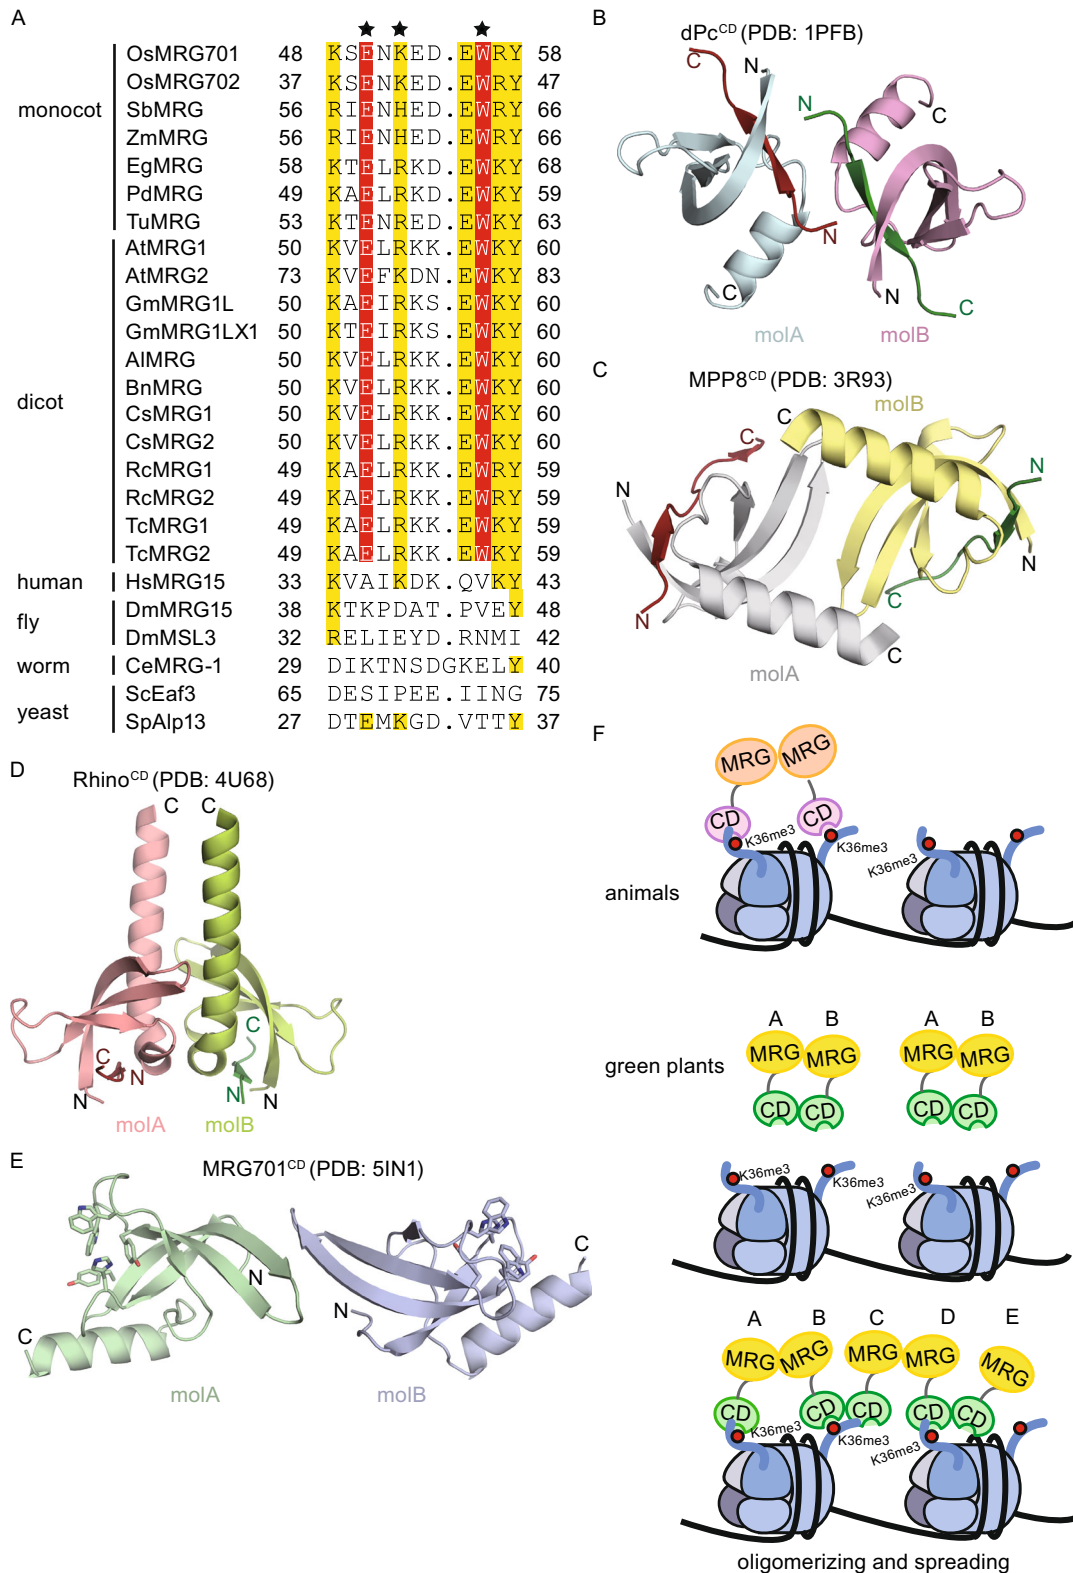 A
monocot
OsMRG701 48 KSENKED.EWRY 58
OsMRG702 37 KSENKED.EWRY 47
SbMRG 56 RIENHED.EWRY 66
ZmMRG 56 RIENHED.EWRY 66
EgMRG 58 KTELRKD.EWKY 68
PdMRG 49 KAELRKD.EWKY 59
TuMRG 53 KTENRED.EWKY 63
dicot
AtMRG1 50 KVELRKK.EWKY 60
AtMRG2 73 KVEFKDN.EWKY 83
GmMRG1L 50 KAEIRKS.EWKY 60
GmMRG1LX1 50 KTEIRKS.EWKY 60
AlMRG 50 KVELRKK.EWKY 60
BnMRG 50 KVELRKK.EWKY 60
CsMRG1 50 KVELRKK.EWKY 60
CsMRG2 50 KVELRKK.EWKY 60
RcMRG1 49 KAELRKK.EWRY 59
RcMRG2 49 KAELRKK.EWRY 59
TcMRG1 49 KAELRKK.EWKY 59
TcMRG2 49 KAELRKK.EWKY 59
human
HsMRG15 33 KVAIKDK.QVKY 43
fly
DmMRG15 38 KTKPDAT.PVEY 48
DmMSL3 32 RELIEYD.RNMI 42
worm
CeMRG-1 29 DIKTNSDGKELY 40
yeast
ScEaf3 65 DESIPEE.IING 75
SpAlp13 27 DTEMKGD.VTTY 37
B
dPcCD (PDB: 1PFB)
C
N
N
C
N
C
N
C
molA
molB
C
MPP8CD (PDB: 3R93)
molB
C
C
N
N
N
N
C
C
molA
D
RhinoCD (PDB: 4U68)
C
C
C
C
N
N
N
N
molA
molB
E
MRG701CD (PDB: 5IN1)
N
C
N
C
molA
molB
F
MRG
MRG
CD
CD
K36me3
K36me3
K36me3
animals
A
B
A
B
green plants
MRG
MRG
MRG
MRG
CD
CD
CD
CD
K36me3
K36me3
K36me3
A
B
C
D
E
MRG
MRG
MRG
MRG
MRG
CD
CD
CD
CD
CD
K36me3
K36me3
K36me3
oligomerizing and spreading